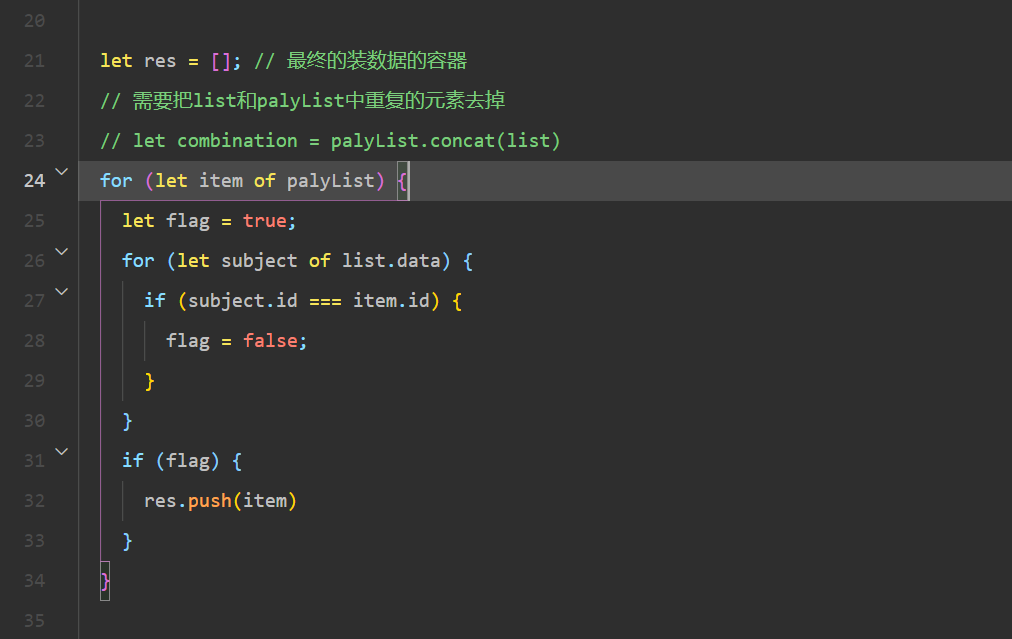 20
21 let res = []; // 最终的装数据的容器
22 // 需要把list和palyList中重复的元素去掉
23 // let combination = palyList.concat(list)
24 for (let item of palyList) {
25 let flag = true;
26 for (let subject of list.data) {
27 if (subject.id === item.id) {
28 flag = false;
29 }
30 }
31 if (flag) {
32 res.push(item)
33 }
34 }
35